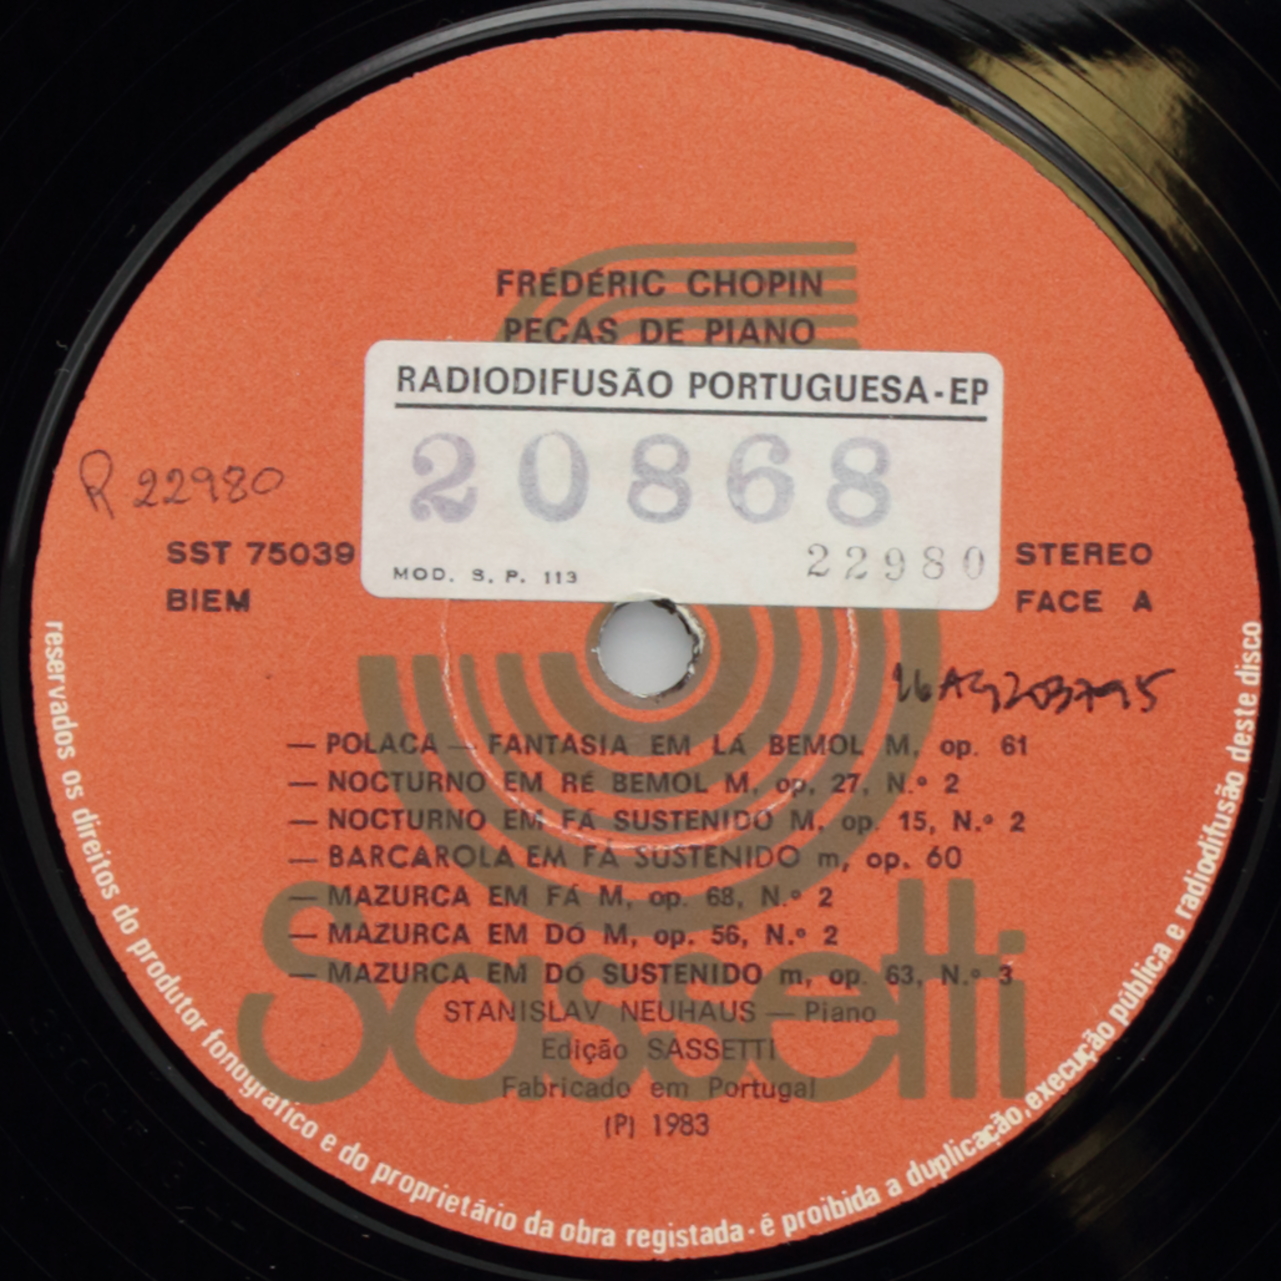 FRÉDÉRIC CHOPIN
PEÇAS DE PIANO
RADIODIFUSÃO PORTUGUESA-EP
20868
MOD. S. P. 113
22980
R 22980
SST 75039
BIEM
STEREO
FACE A
— POLACA — FANTASIA EM LÁ BEMOL M, op. 61
— NOCTURNO EM RÉ BEMOL M, op. 27, N.º 2
— NOCTURNO EM FÁ SUSTENIDO M, op. 15, N.º 2
— BARCAROLA EM FÁ SUSTENIDO m, op. 60
— MAZURCA EM FÁ M, op. 68, N.º 2
— MAZURCA EM DÓ M, op. 56, N.º 2
— MAZURCA EM DÓ SUSTENIDO m, op. 63, N.º 3
STANISLAV NEUHAUS — Piano
Edição SASSETTI
Fabricado em Portugal
(P) 1983
Sassetti
reservados os direitos do produtor fonográfico e do proprietário da obra registada · é proibida a duplicação, execução pública e radiodifusão deste disco